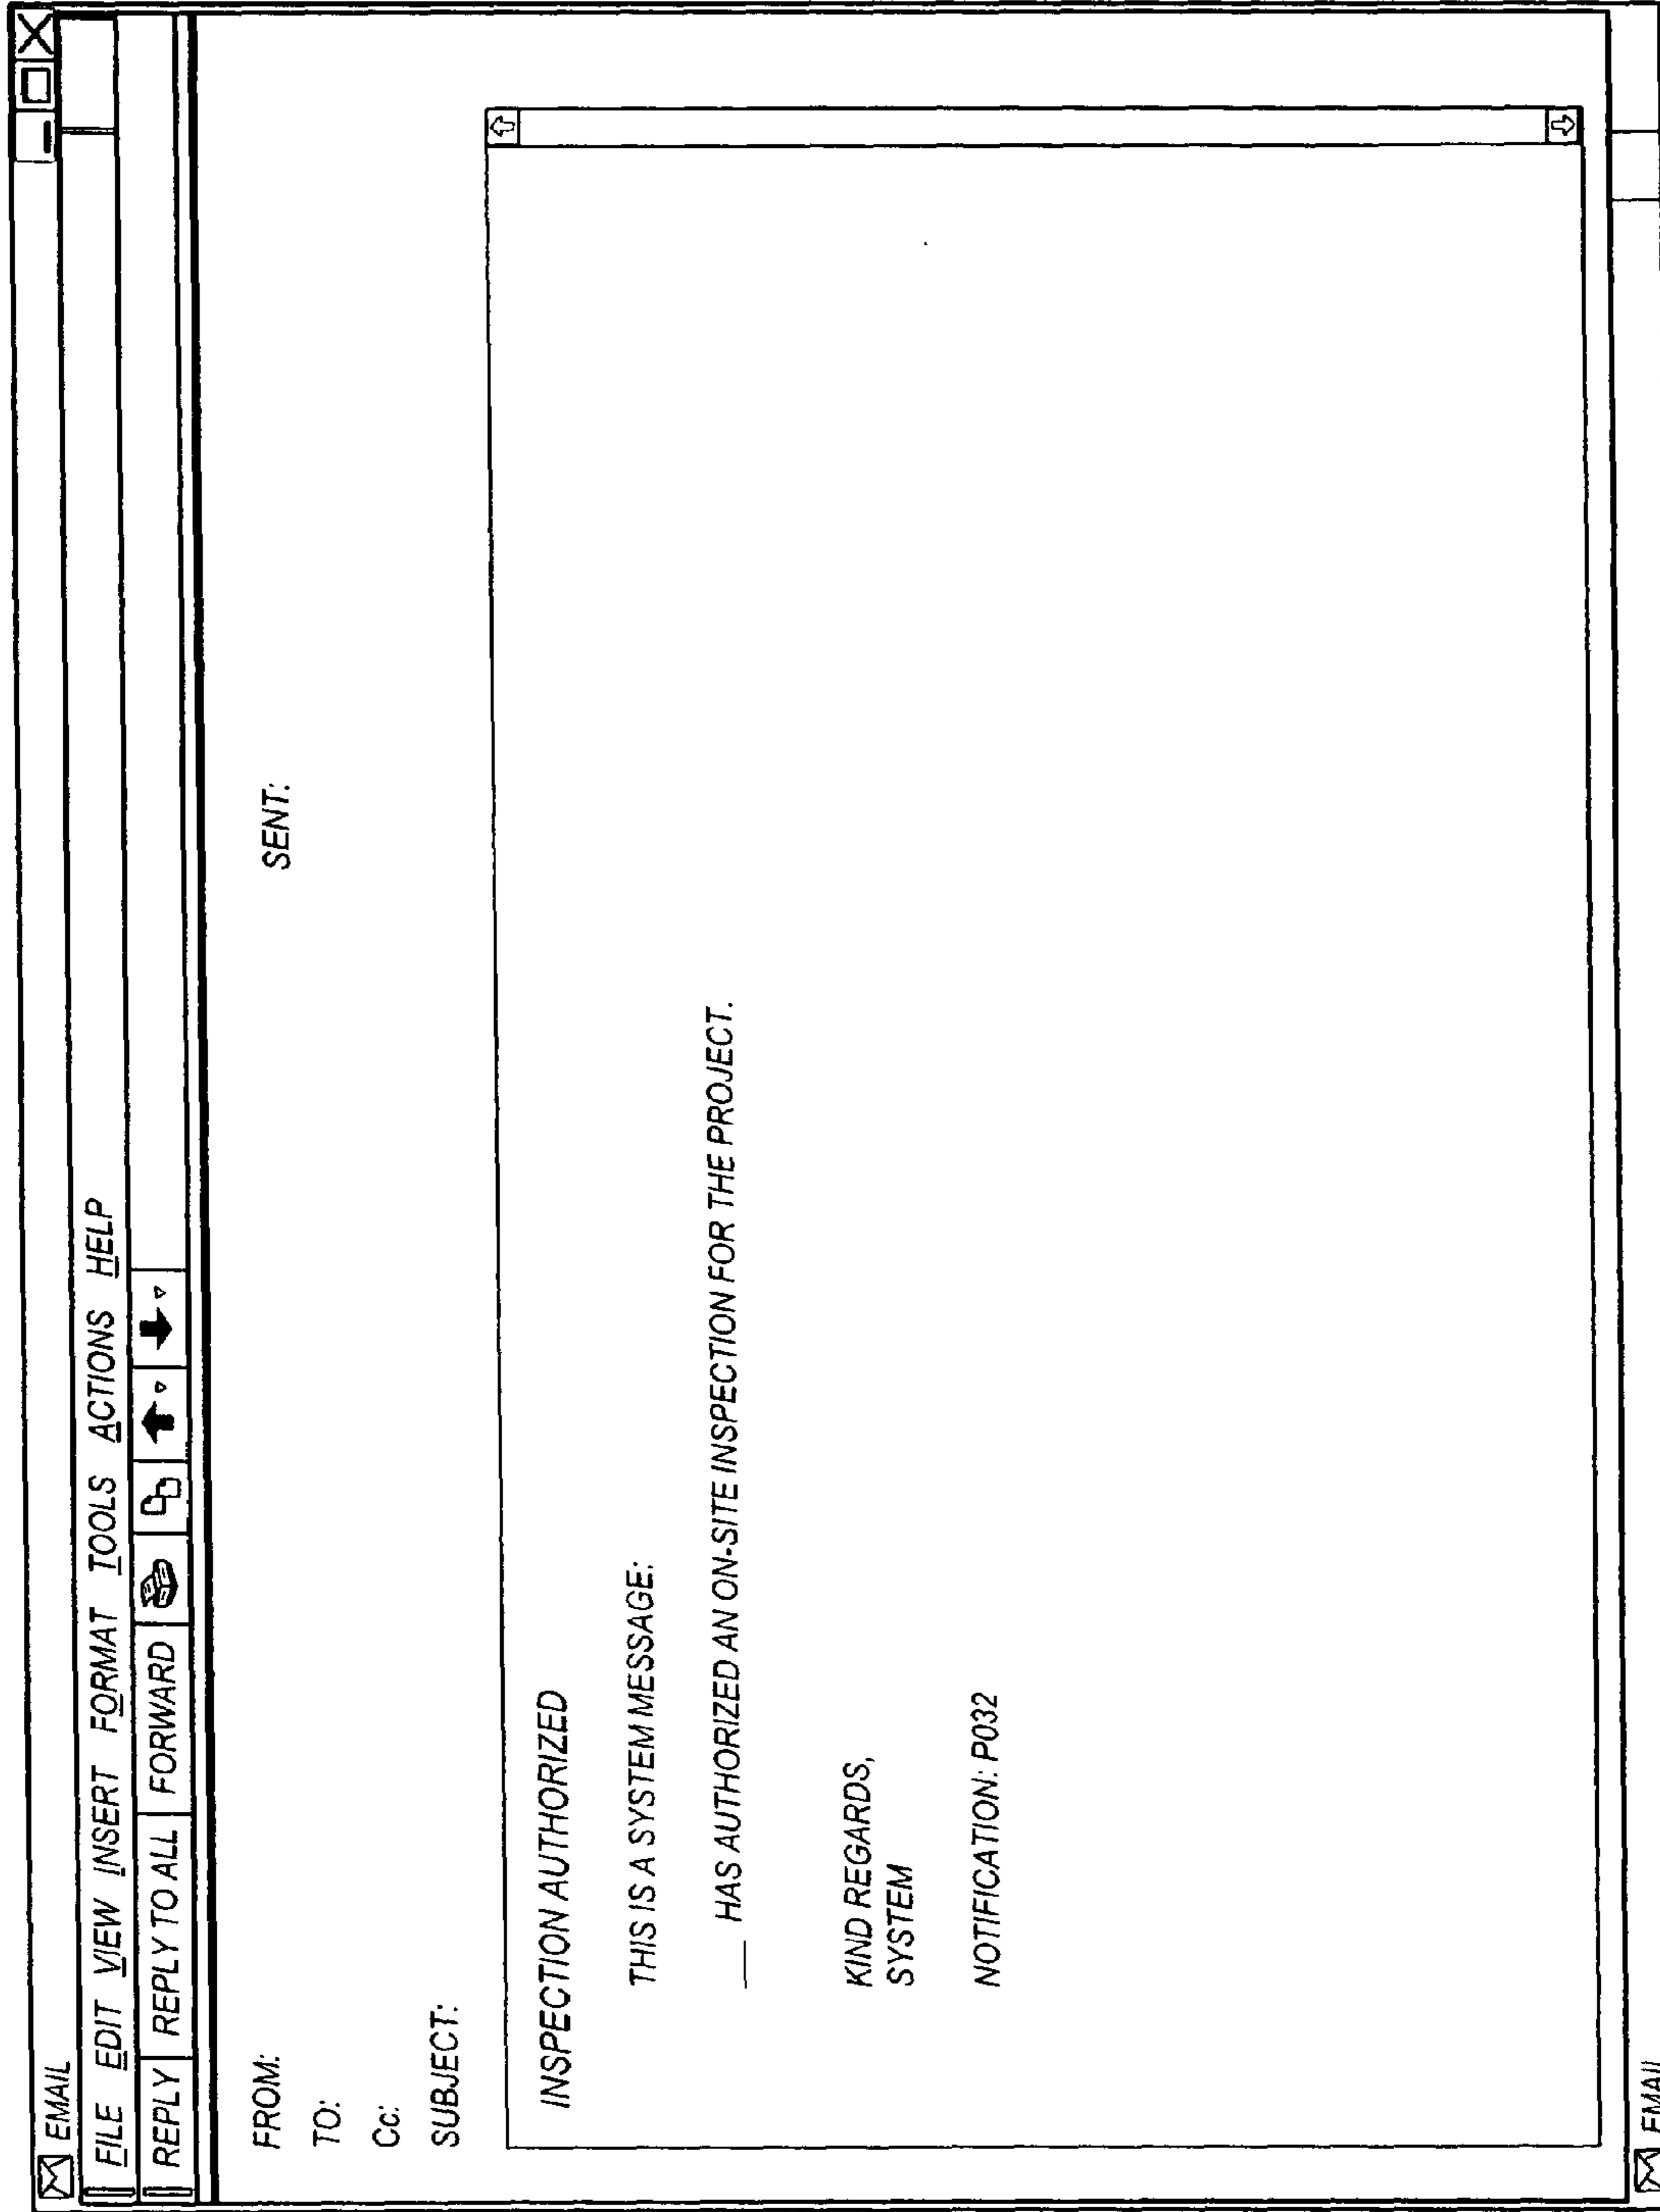 EMAIL
FILE EDIT VIEW INSERT FORMAT TOOLS ACTIONS HELP
REPLY REPLY TO ALL FORWARD
FROM: SENT:
TO:
Cc:
SUBJECT:
INSPECTION AUTHORIZED
THIS IS A SYSTEM MESSAGE:
___ HAS AUTHORIZED AN ON-SITE INSPECTION FOR THE PROJECT.
KIND REGARDS,
SYSTEM
NOTIFICATION: P032
EMAIL